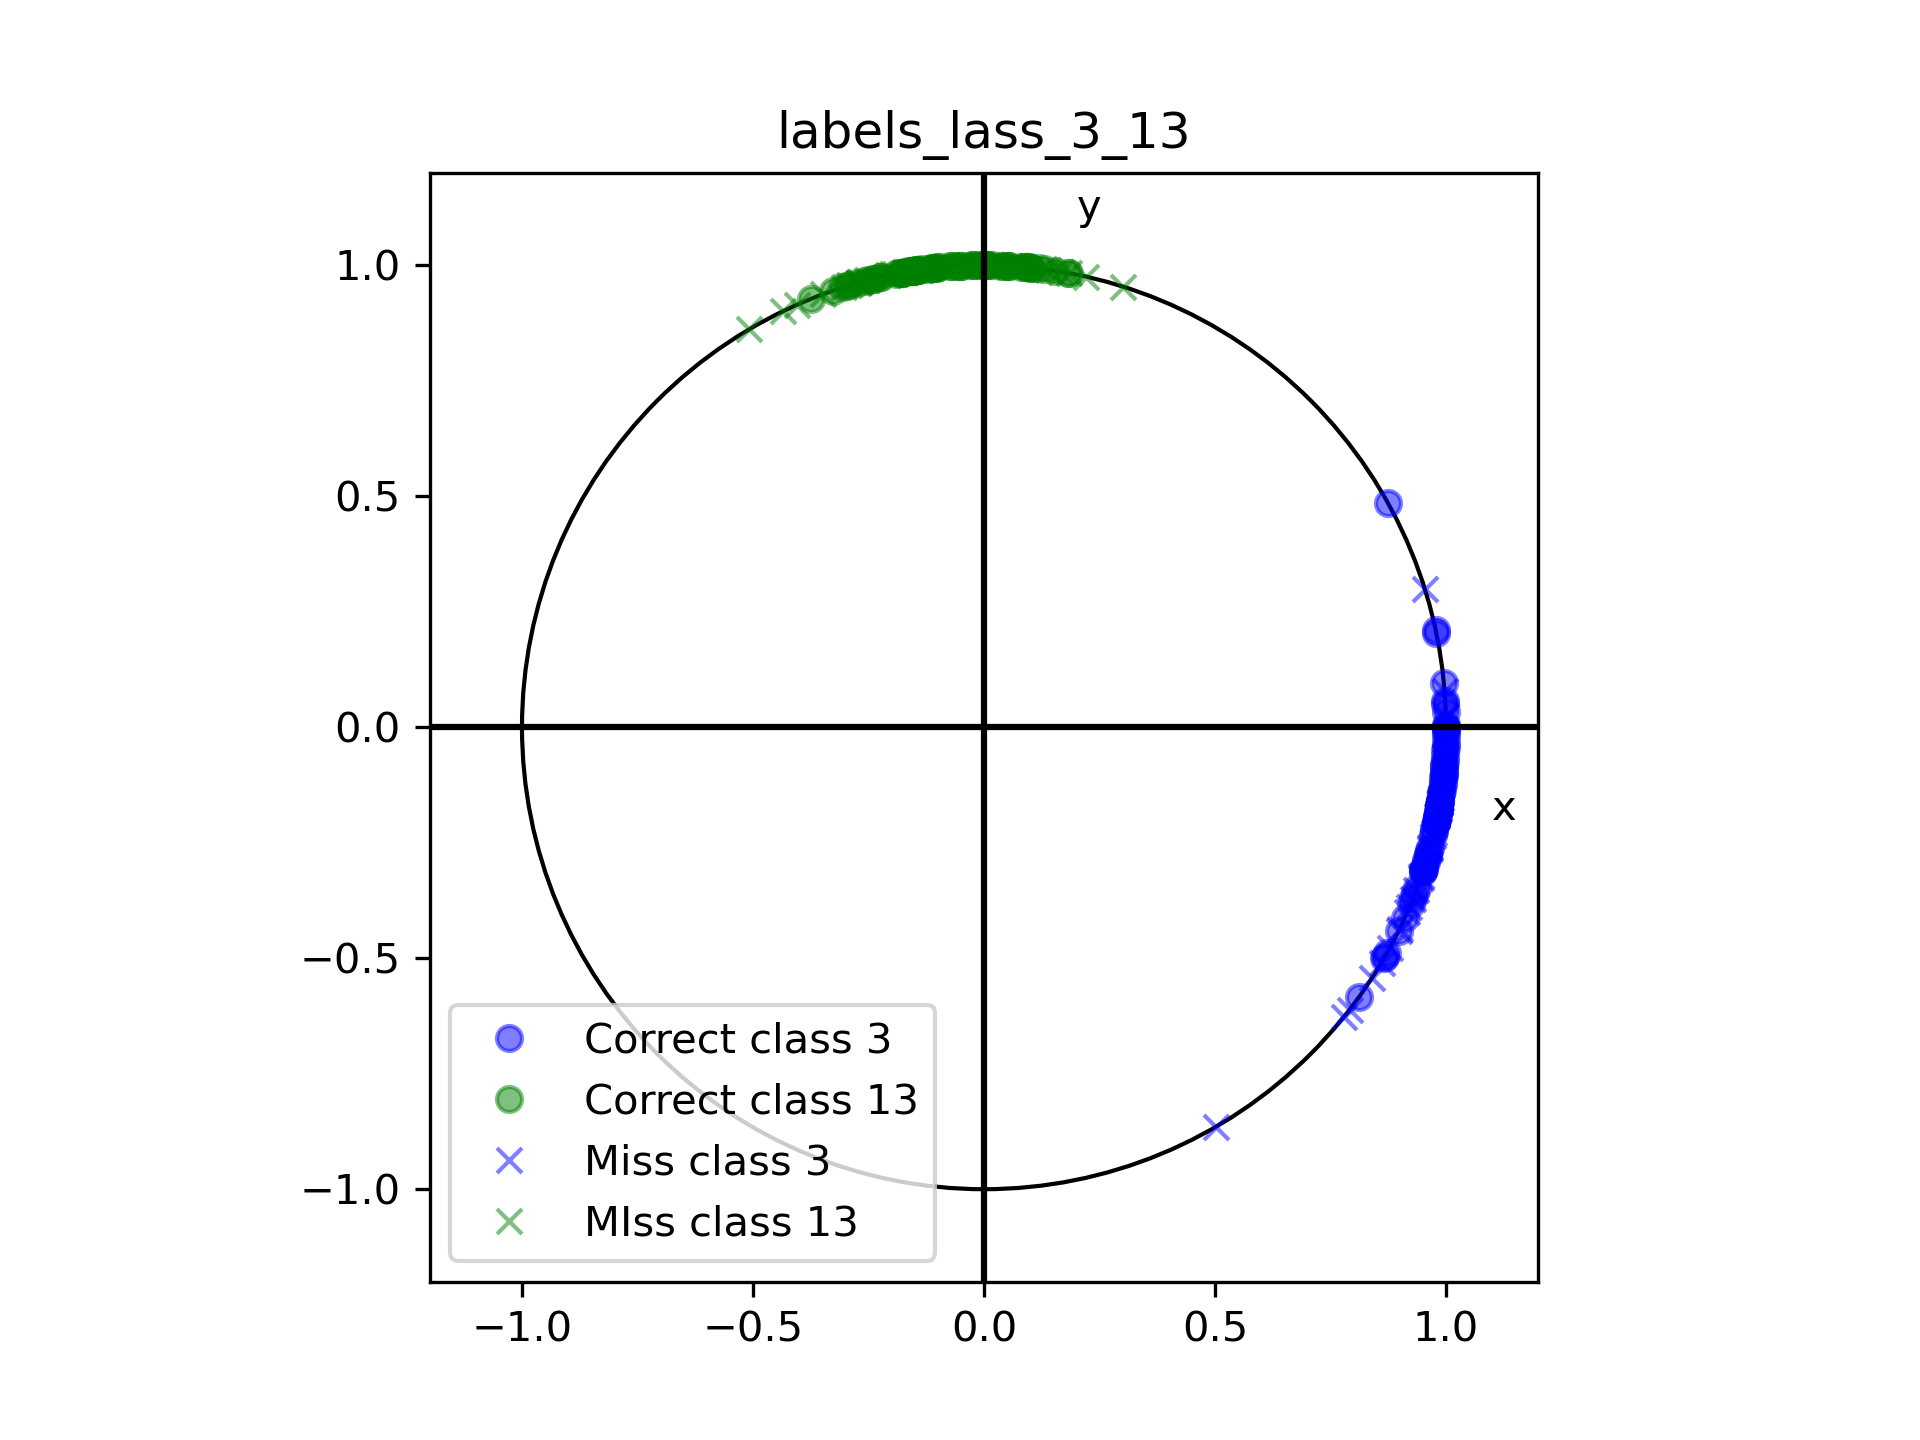 labels_lass_3_13
y
1.0
0.5
0.0
−0.5
−1.0
x
Correct class 3
Correct class 13
Miss class 3
MIss class 13
−1.0 −0.5 0.0 0.5 1.0